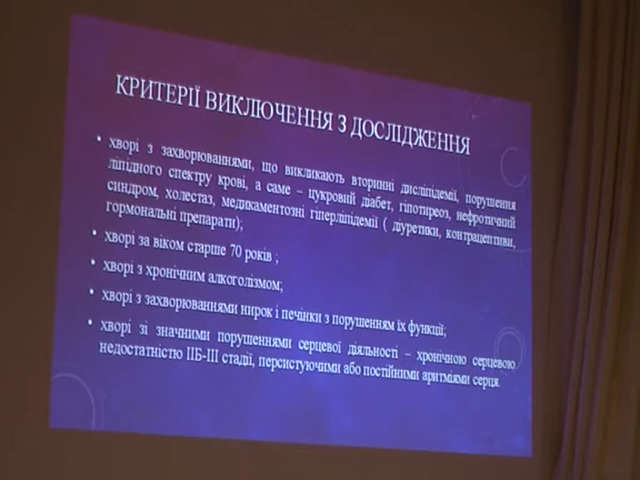 КРИТЕРІЇ ВИКЛЮЧЕННЯ З ДОСЛІДЖЕННЯ
• хворі з захворюваннями, що викликають вторинні дисліпідемії, порушення
ліпідного спектру крові, а саме – цукровий діабет, гіпотиреоз, нефротичний
синдром, холестаз, медикаментозні гіперліпідемії ( діуретики, контрацептиви,
гормональні препарати);
• хворі за віком старше 70 років ;
• хворі з хронічним алкоголізмом;
• хворі з захворюваннями нирок і печінки з порушенням їх функції;
• хворі зі значними порушеннями серцевої діяльності – хронічною серцевою
недостатністю ІІБ-ІІІ стадії, персистуючими або постійними аритміями серця.